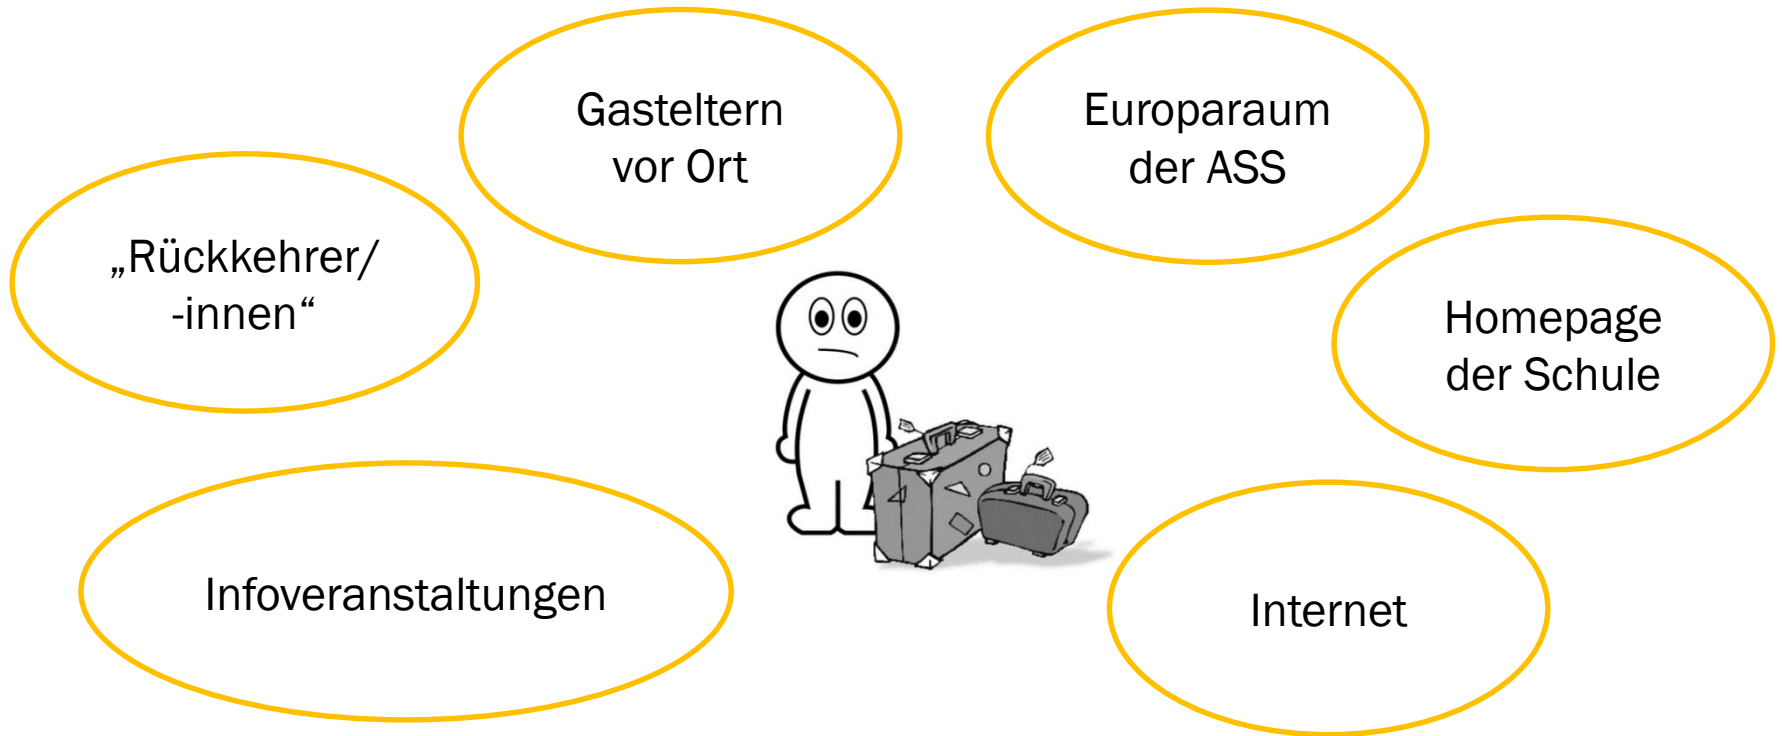 Gasteltern
vor Ort
Europaraum
der ASS
„Rückkehrer/
-innen“
Homepage
der Schule
Infoveranstaltungen
Internet